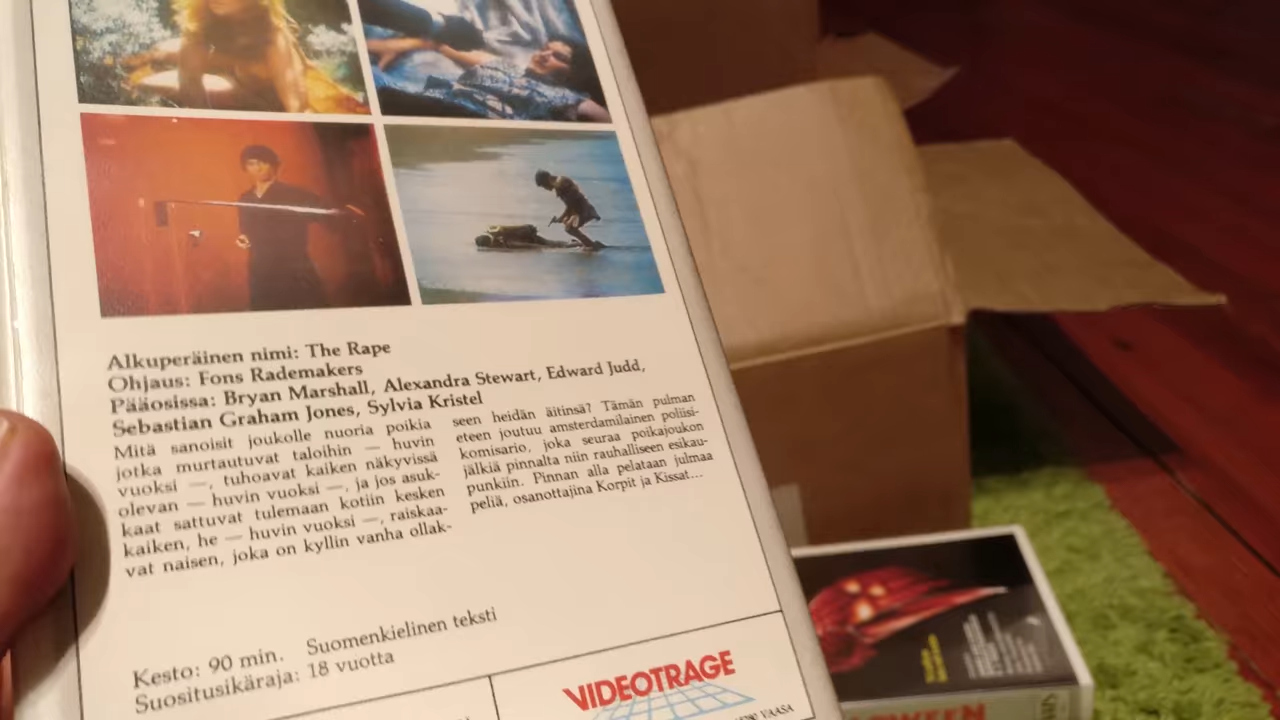 Alkuperäinen nimi: The Rape
Ohjaus: Fons Rademakers
Pääosissa: Bryan Marshall, Alexandra Stewart, Edward Judd,
Sebastian Graham Jones, Sylvia Kristel
Mitä sanoisit joukolle nuoria poikia
jotka murtautuvat taloihin — huvin
vuoksi —, tuhoavat kaiken näkyvissä
olevan — huvin vuoksi —, ja jos asuk-
kaat sattuvat tulemaan kotiin kesken
kaiken, he — huvin vuoksi —, raiskaa-
vat naisen, joka on kyllin vanha ollak-
seen heidän äitinsä? Tämän pulman
eteen joutuu amsterdamilainen poliisi-
komisario, joka seuraa poikajoukon
jälkiä pinnalta niin rauhalliseen esikau-
punkiin. Pinnan alla pelataan julmaa
peliä, osanottajina Korpit ja Kissat...
Kesto: 90 min. Suomenkielinen teksti
Suositusikäraja: 18 vuotta
VIDEOTRAGE
VAASA